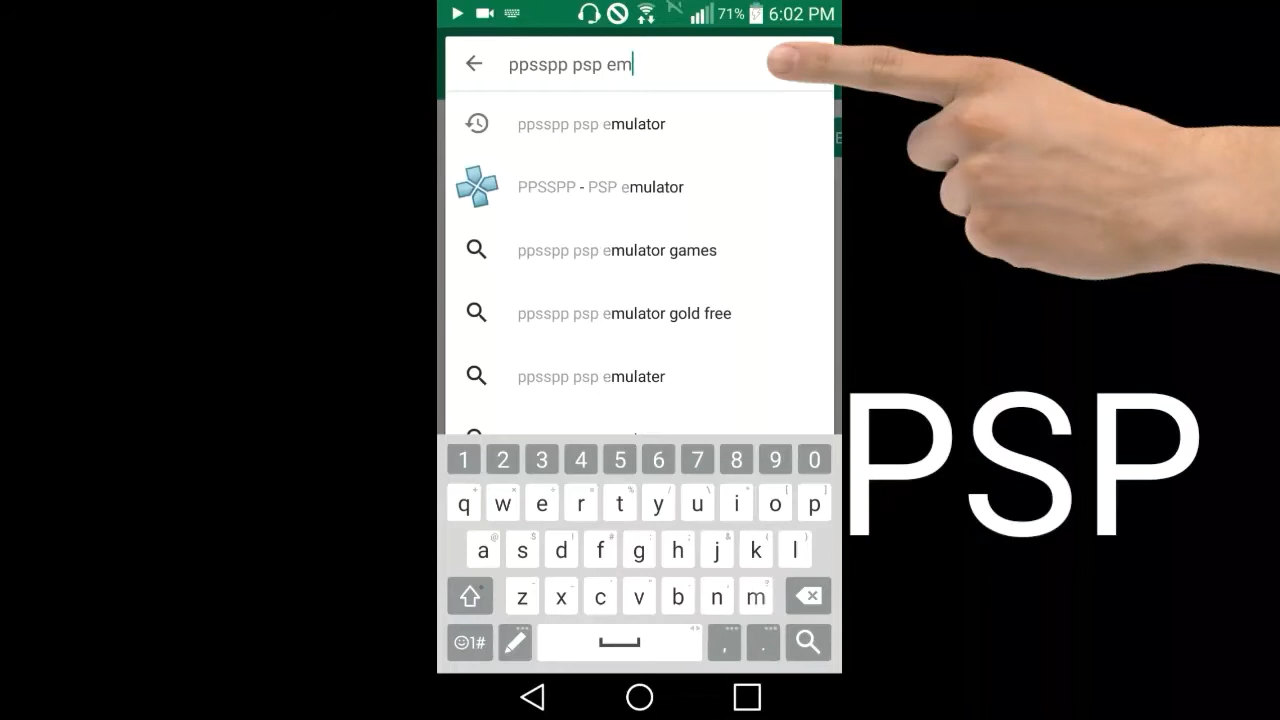 71% 6:02 PM
ppsspp psp em
ppsspp psp emulator
PPSSPP - PSP emulator
ppsspp psp emulator games
ppsspp psp emulator gold free
ppsspp psp emulater
PSP
1 2 3 4 5 6 7 8 9 0
q w e r t y u i o p
a s d f g h j k l
z x c v b n m
☺1# , .